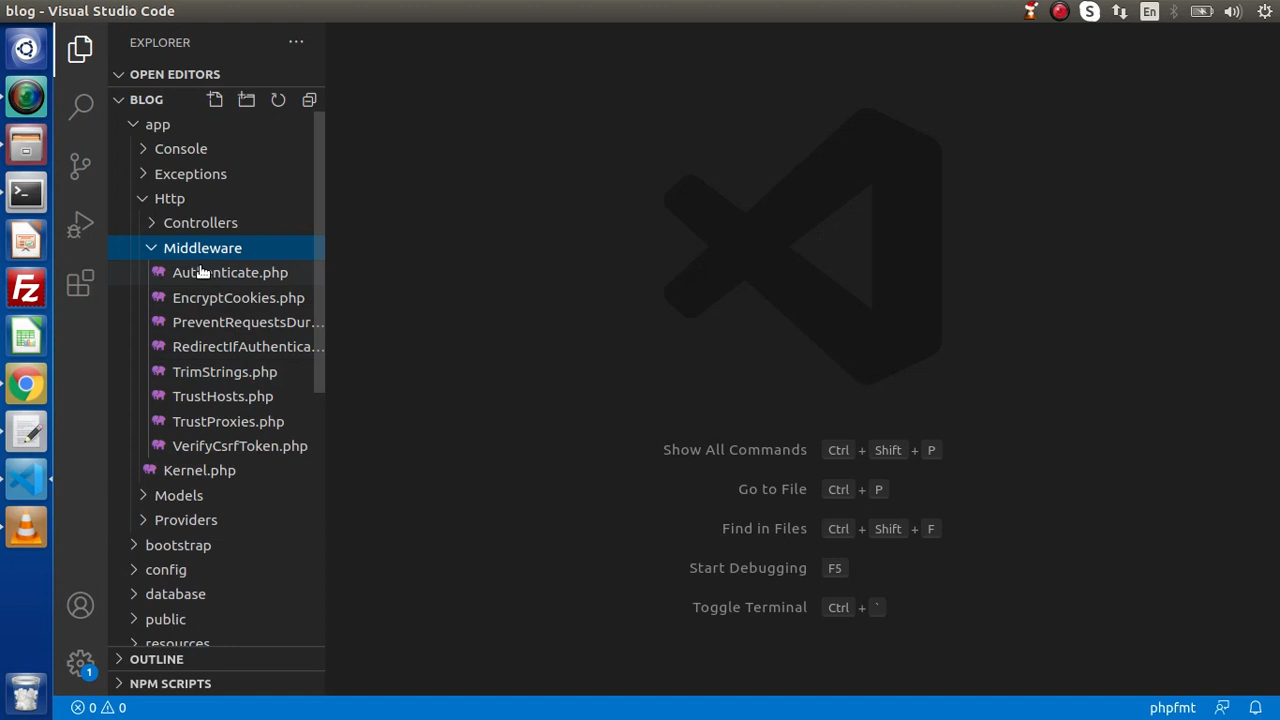 blog - Visual Studio Code
En
EXPLORER
OPEN EDITORS
BLOG
app
Console
Exceptions
Http
Controllers
Middleware
Authenticate.php
EncryptCookies.php
PreventRequestsDur...
RedirectIfAuthentica...
TrimStrings.php
TrustHosts.php
TrustProxies.php
VerifyCsrfToken.php
Kernel.php
Models
Providers
bootstrap
config
database
public
resources
OUTLINE
NPM SCRIPTS
Show All Commands Ctrl + Shift + P
Go to File Ctrl + P
Find in Files Ctrl + Shift + F
Start Debugging F5
Toggle Terminal Ctrl + `
1
0 0
phpfmt